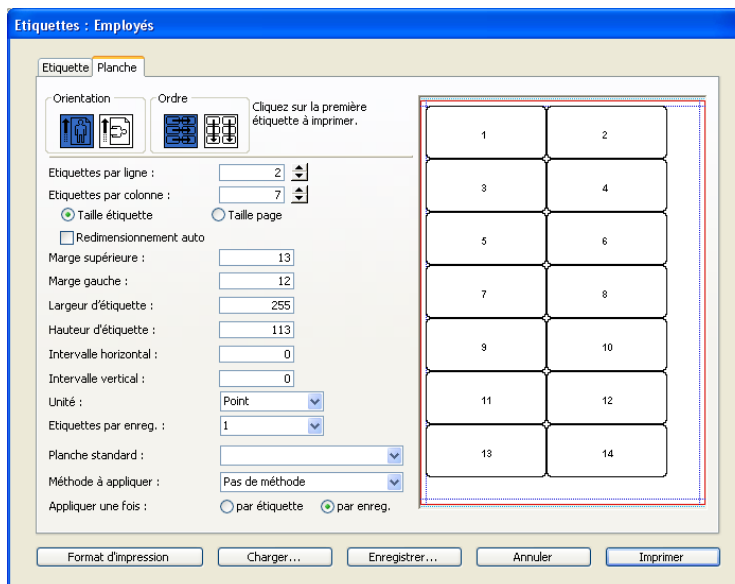 Etiquettes : Employés
Etiquette Planche
Orientation Ordre
Cliquez sur la première
étiquette à imprimer.
Etiquettes par ligne : 2
Etiquettes par colonne : 7
Taille étiquette Taille page
Redimensionnement auto
Marge supérieure : 13
Marge gauche : 12
Largeur d'étiquette : 255
Hauteur d'étiquette : 113
Intervalle horizontal : 0
Intervalle vertical : 0
Unité : Point
Etiquettes par enreg. : 1
Planche standard :
Méthode à appliquer : Pas de méthode
Appliquer une fois : par étiquette par enreg.
1 2
3 4
5 6
7 8
9 10
11 12
13 14
Format d'impression Charger... Enregistrer... Annuler Imprimer